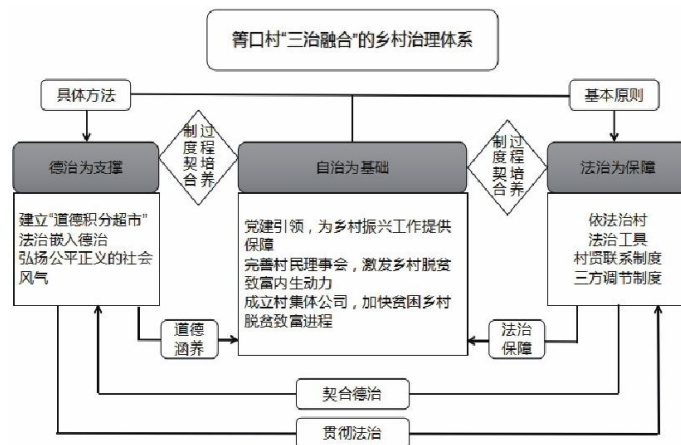 箐口村“三治融合”的乡村治理体系
具体方法
基本原则
制度契合
过程培养
制度契合
过程培养
德治为支撑
自治为基础
法治为保障
建立“道德积分超市”
法治嵌入德治
弘扬公平正义的社会
风气
党建引领，为乡村振兴工作提供
保障
完善村民理事会，激发乡村脱贫
致富内生动力
成立村集体公司，加快贫困乡村
脱贫致富进程
依法治村
法治工具
村贤联系制度
三方调节制度
道德
涵养
法治
保障
契合德治
贯彻法治